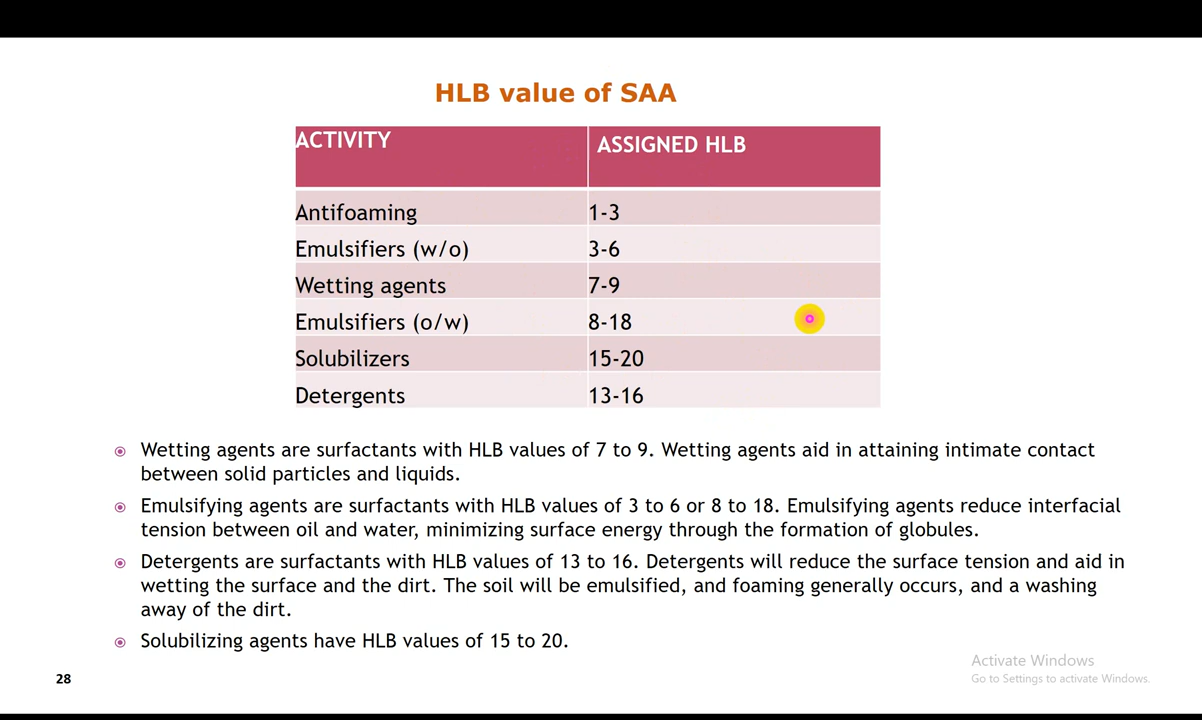 HLB value of SAA
ACTIVITY ASSIGNED HLB
Antifoaming 1-3
Emulsifiers (w/o) 3-6
Wetting agents 7-9
Emulsifiers (o/w) 8-18
Solubilizers 15-20
Detergents 13-16
Wetting agents are surfactants with HLB values of 7 to 9. Wetting agents aid in attaining intimate contact
between solid particles and liquids.
Emulsifying agents are surfactants with HLB values of 3 to 6 or 8 to 18. Emulsifying agents reduce interfacial
tension between oil and water, minimizing surface energy through the formation of globules.
Detergents are surfactants with HLB values of 13 to 16. Detergents will reduce the surface tension and aid in
wetting the surface and the dirt. The soil will be emulsified, and foaming generally occurs, and a washing
away of the dirt.
Solubilizing agents have HLB values of 15 to 20.
28
Activate Windows
Go to Settings to activate Windows.